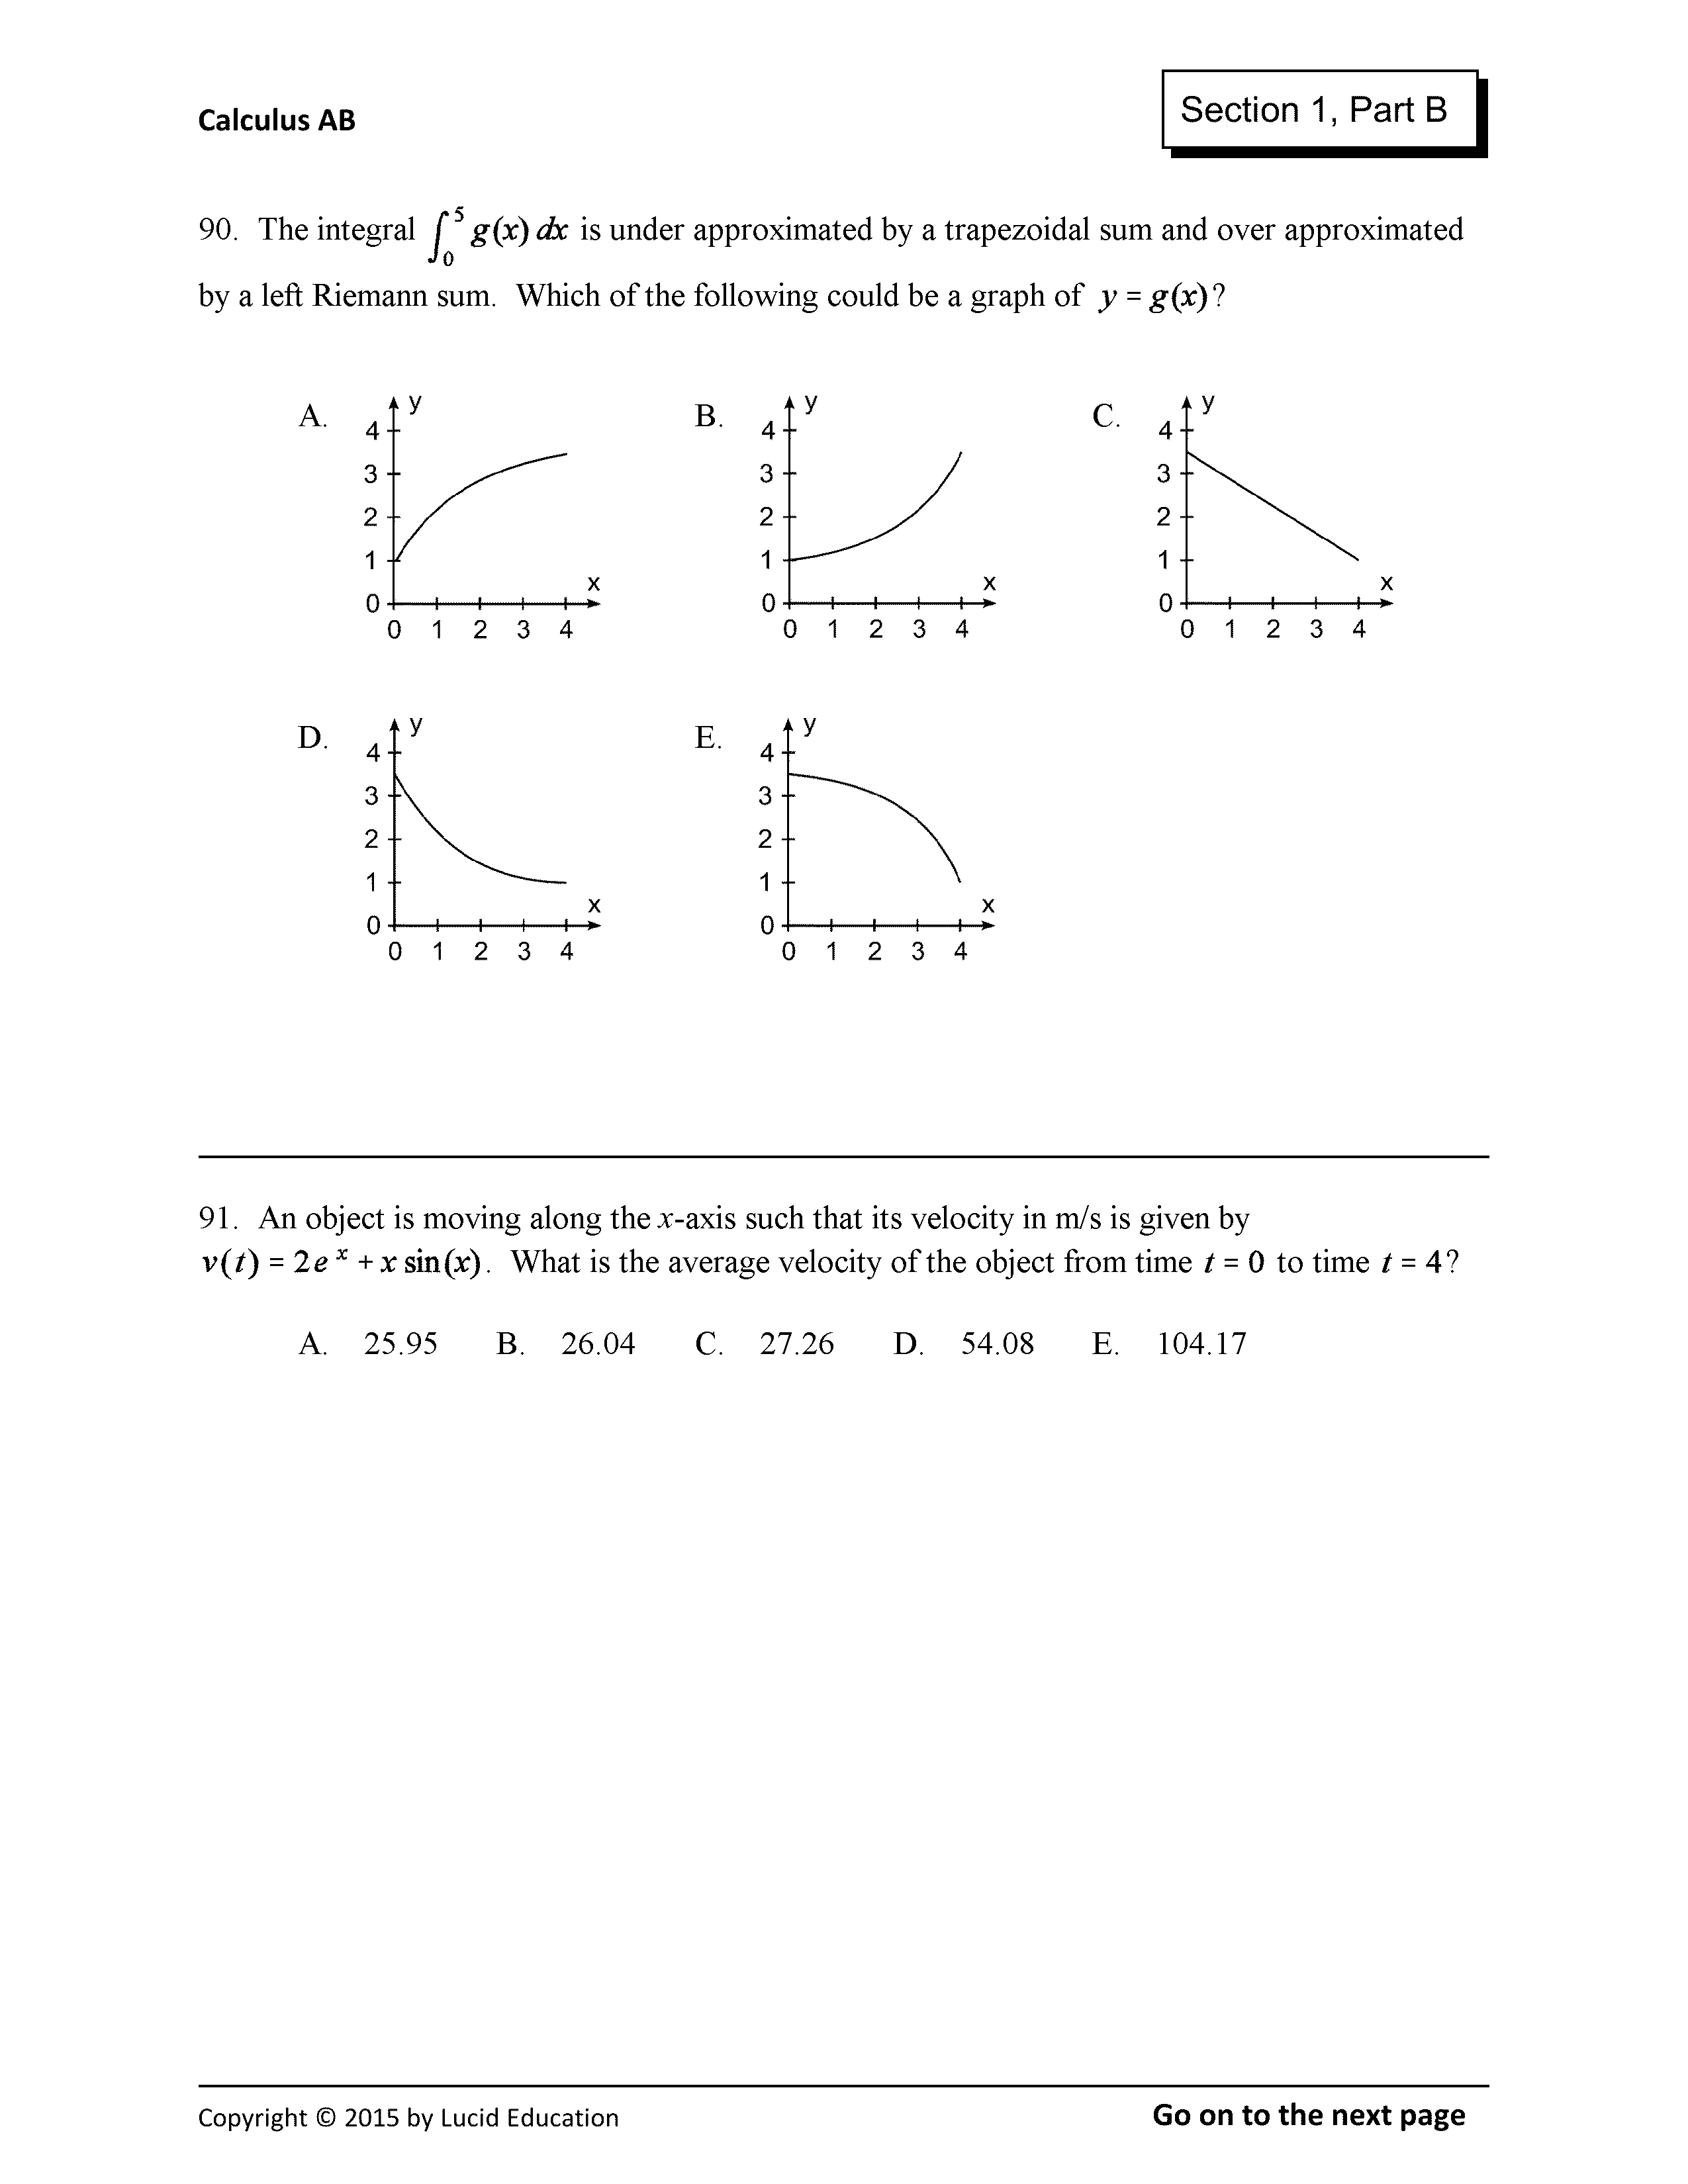 Calculus AB
Section 1, Part B
90. The integral ∫₀⁵ g(x) dx is under approximated by a trapezoidal sum and over approximated
by a left Riemann sum. Which of the following could be a graph of y = g(x)?
A.
y
4
3
2
1
0
x
0 1 2 3 4
B.
y
4
3
2
1
0
x
0 1 2 3 4
C.
y
4
3
2
1
0
x
0 1 2 3 4
D.
y
4
3
2
1
0
x
0 1 2 3 4
E.
y
4
3
2
1
0
x
0 1 2 3 4
91. An object is moving along the x-axis such that its velocity in m/s is given by
v(t) = 2eˣ + x sin(x). What is the average velocity of the object from time t = 0 to time t = 4?
A. 25.95 B. 26.04 C. 27.26 D. 54.08 E. 104.17
Copyright © 2015 by Lucid Education
Go on to the next page